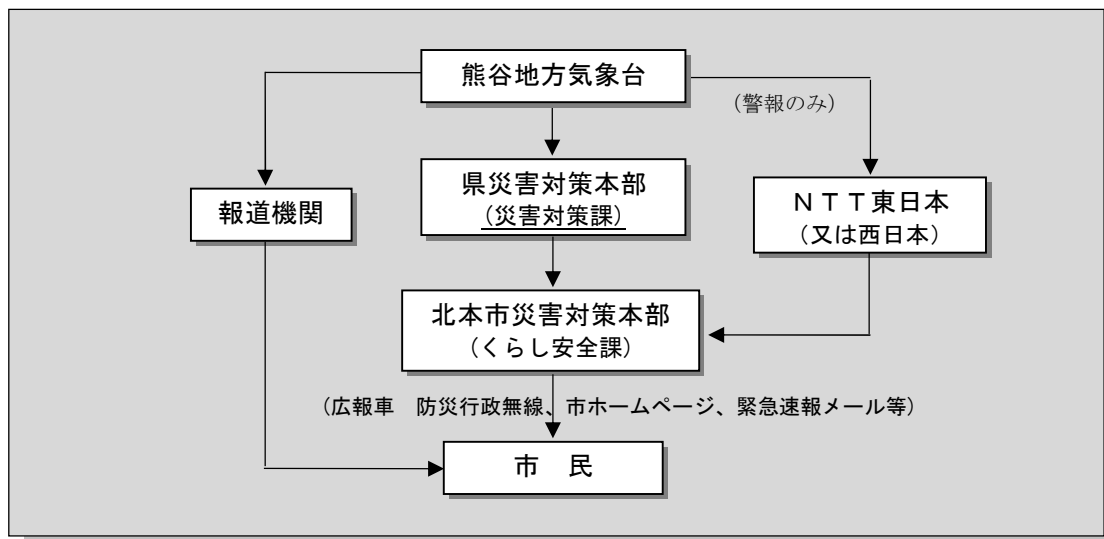 熊谷地方気象台
（警報のみ）
県災害対策本部
（災害対策課）
報道機関
ＮＴＴ東日本
（又は西日本）
北本市災害対策本部
（くらし安全課）
（広報車　防災行政無線、市ホームページ、緊急速報メール等）
市　民